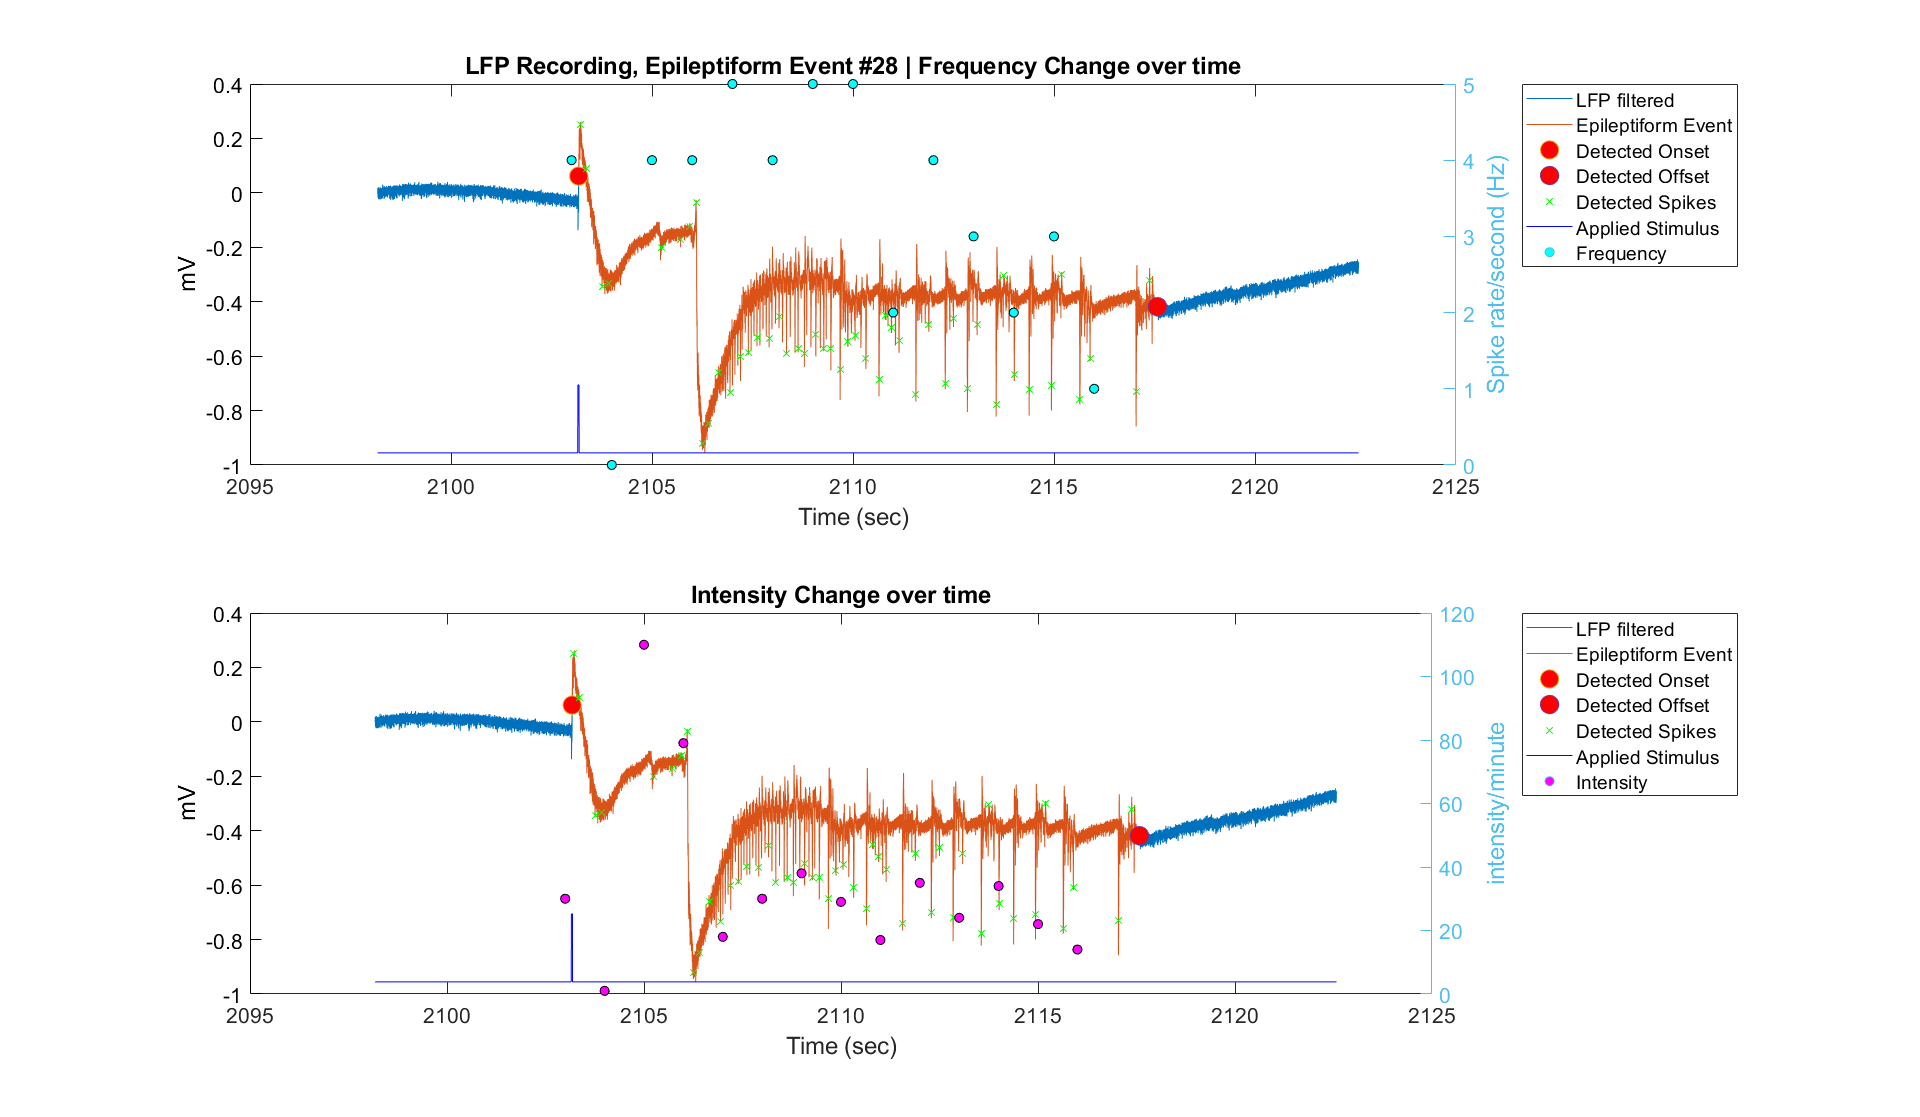 LFP Recording, Epileptiform Event #28 | Frequency Change over time
0.4
0.2
0
-0.2
-0.4
-0.6
-0.8
-1
mV
5
4
3
2
1
0
Spike rate/second (Hz)
2095 2100 2105 2110 2115 2120 2125
Time (sec)
LFP filtered
Epileptiform Event
Detected Onset
Detected Offset
Detected Spikes
Applied Stimulus
Frequency
Intensity Change over time
0.4
0.2
0
-0.2
-0.4
-0.6
-0.8
-1
mV
120
100
80
60
40
20
0
intensity/minute
2095 2100 2105 2110 2115 2120 2125
Time (sec)
LFP filtered
Epileptiform Event
Detected Onset
Detected Offset
Detected Spikes
Applied Stimulus
Intensity